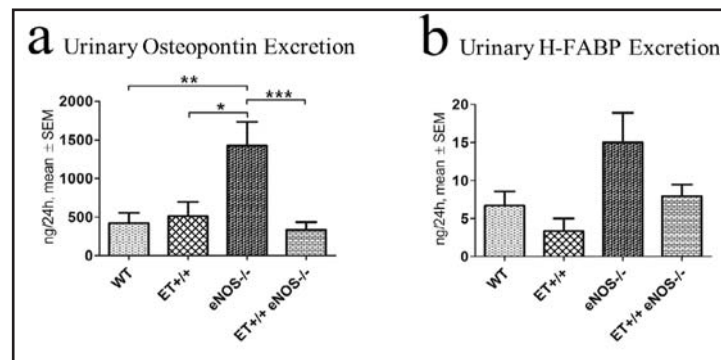 a Urinary Osteopontin Excretion
ng/24h, mean ± SEM
2000
1500
1000
500
0
**
*
***
WT
ET+/+
eNOS-/-
ET+/+ eNOS-/-
b Urinary H-FABP Excretion
ng/24h, mean ± SEM
20
15
10
5
0
WT
ET+/+
eNOS-/-
ET+/+ eNOS-/-